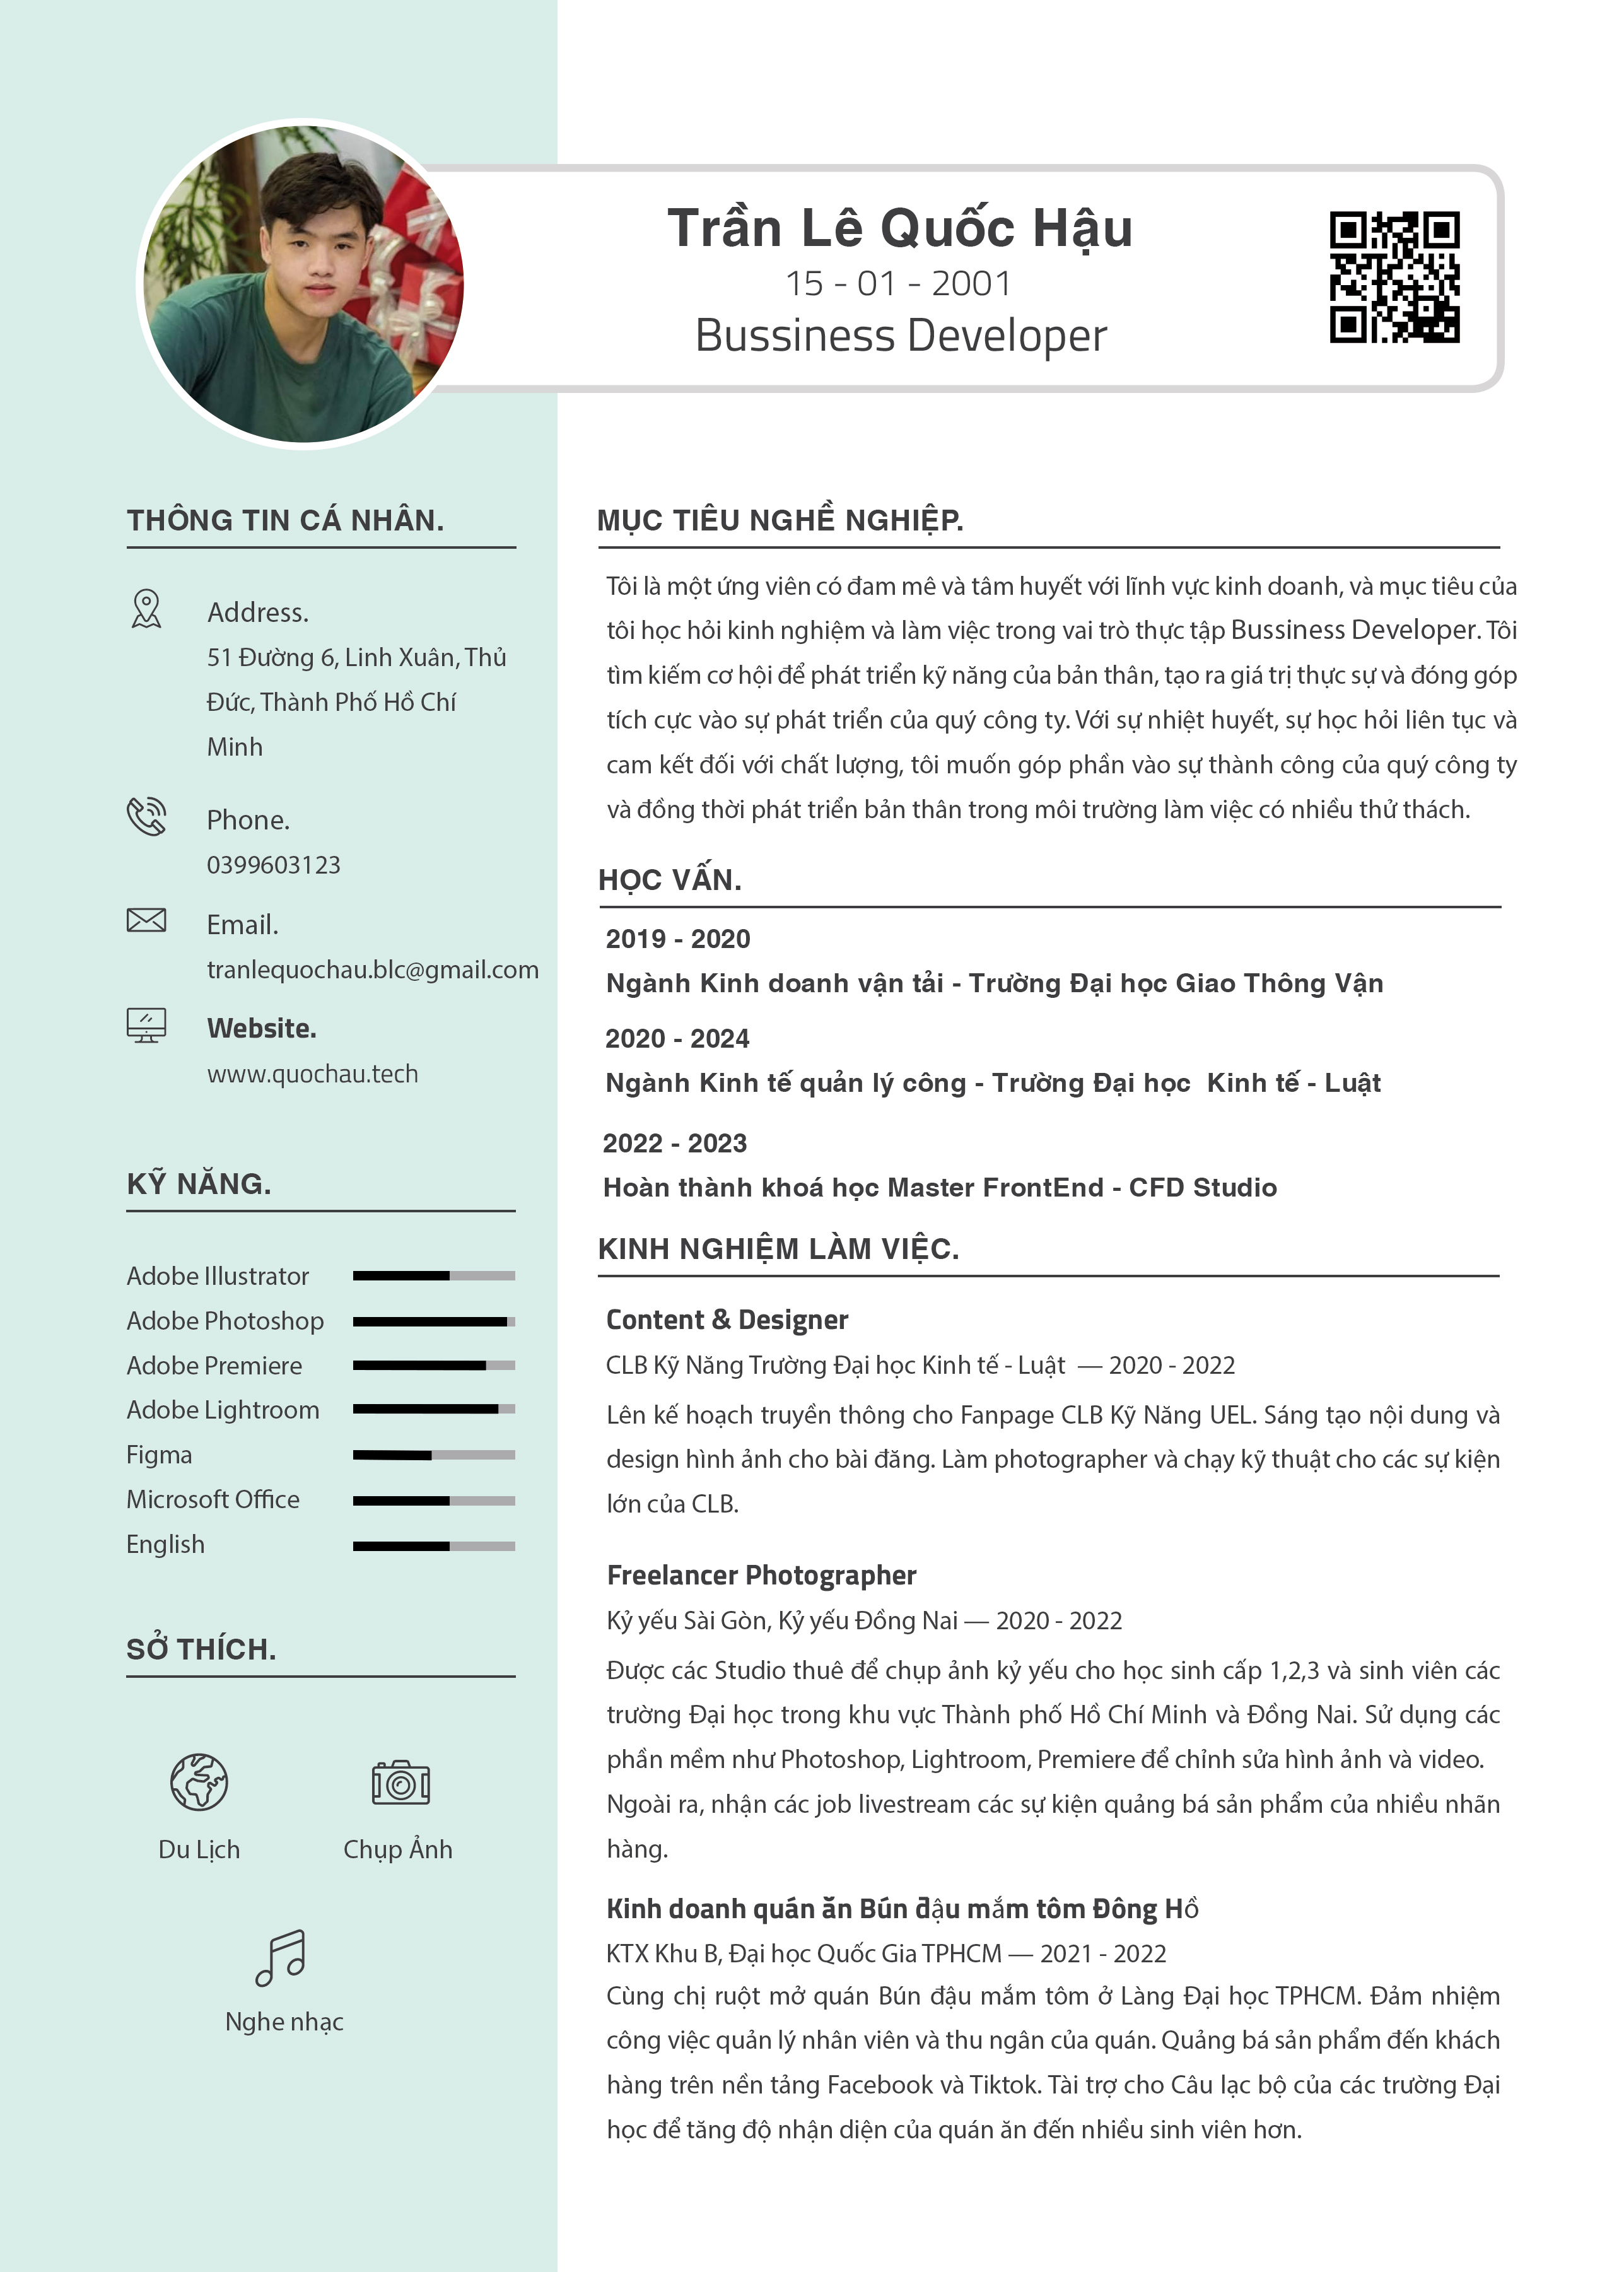 Trần Lê Quốc Hậu
15 - 01 - 2001
Bussiness Developer
THÔNG TIN CÁ NHÂN.
Address.
51 Đường 6, Linh Xuân, Thủ
Đức, Thành Phố Hồ Chí
Minh
Phone.
0399603123
Email.
tranlequochau.blc@gmail.com
Website.
www.quochau.tech
KỸ NĂNG.
Adobe Illustrator
Adobe Photoshop
Adobe Premiere
Adobe Lightroom
Figma
Microsoft Office
English
SỞ THÍCH.
Du Lịch
Chụp Ảnh
Nghe nhạc
MỤC TIÊU NGHỀ NGHIỆP.
Tôi là một ứng viên có đam mê và tâm huyết với lĩnh vực kinh doanh, và mục tiêu của
tôi học hỏi kinh nghiệm và làm việc trong vai trò thực tập Bussiness Developer. Tôi
tìm kiếm cơ hội để phát triển kỹ năng của bản thân, tạo ra giá trị thực sự và đóng góp
tích cực vào sự phát triển của quý công ty. Với sự nhiệt huyết, sự học hỏi liên tục và
cam kết đối với chất lượng, tôi muốn góp phần vào sự thành công của quý công ty
và đồng thời phát triển bản thân trong môi trường làm việc có nhiều thử thách.
HỌC VẤN.
2019 - 2020
Ngành Kinh doanh vận tải - Trường Đại học Giao Thông Vận
2020 - 2024
Ngành Kinh tế quản lý công - Trường Đại học  Kinh tế - Luật
2022 - 2023
Hoàn thành khoá học Master FrontEnd - CFD Studio
KINH NGHIỆM LÀM VIỆC.
Content & Designer
CLB Kỹ Năng Trường Đại học Kinh tế - Luật  — 2020 - 2022
Lên kế hoạch truyền thông cho Fanpage CLB Kỹ Năng UEL. Sáng tạo nội dung và
design hình ảnh cho bài đăng. Làm photographer và chạy kỹ thuật cho các sự kiện
lớn của CLB.
Freelancer Photographer
Kỷ yếu Sài Gòn, Kỷ yếu Đồng Nai — 2020 - 2022
Được các Studio thuê để chụp ảnh kỷ yếu cho học sinh cấp 1,2,3 và sinh viên các
trường Đại học trong khu vực Thành phố Hồ Chí Minh và Đồng Nai. Sử dụng các
phần mềm như Photoshop, Lightroom, Premiere để chỉnh sửa hình ảnh và video.
Ngoài ra, nhận các job livestream các sự kiện quảng bá sản phẩm của nhiều nhãn
hàng.
Kinh doanh quán ăn Bún đậu mắm tôm Đông Hồ
KTX Khu B, Đại học Quốc Gia TPHCM — 2021 - 2022
Cùng chị ruột mở quán Bún đậu mắm tôm ở Làng Đại học TPHCM. Đảm nhiệm
công việc quản lý nhân viên và thu ngân của quán. Quảng bá sản phẩm đến khách
hàng trên nền tảng Facebook và Tiktok. Tài trợ cho Câu lạc bộ của các trường Đại
học để tăng độ nhận diện của quán ăn đến nhiều sinh viên hơn.